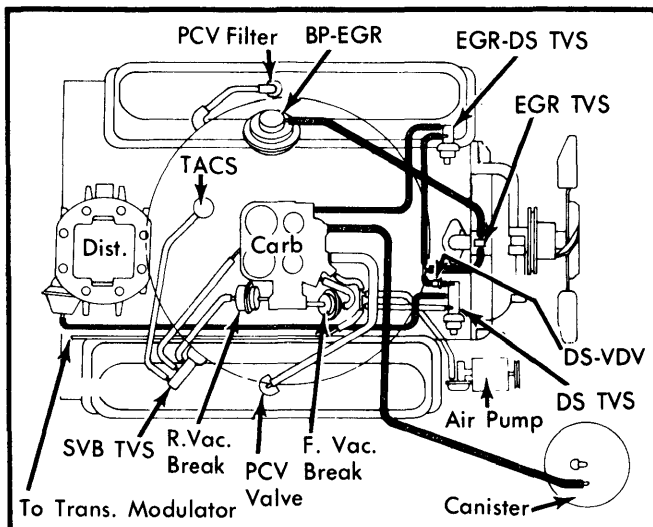 PCV Filter
BP-EGR
EGR-DS TVS
EGR TVS
TACS
Dist.
Carb
DS-VDV
DS TVS
Air Pump
SVB TVS
R.Vac.
Break
PCV
Valve
F. Vac.
Break
To Trans. Modulator
Canister